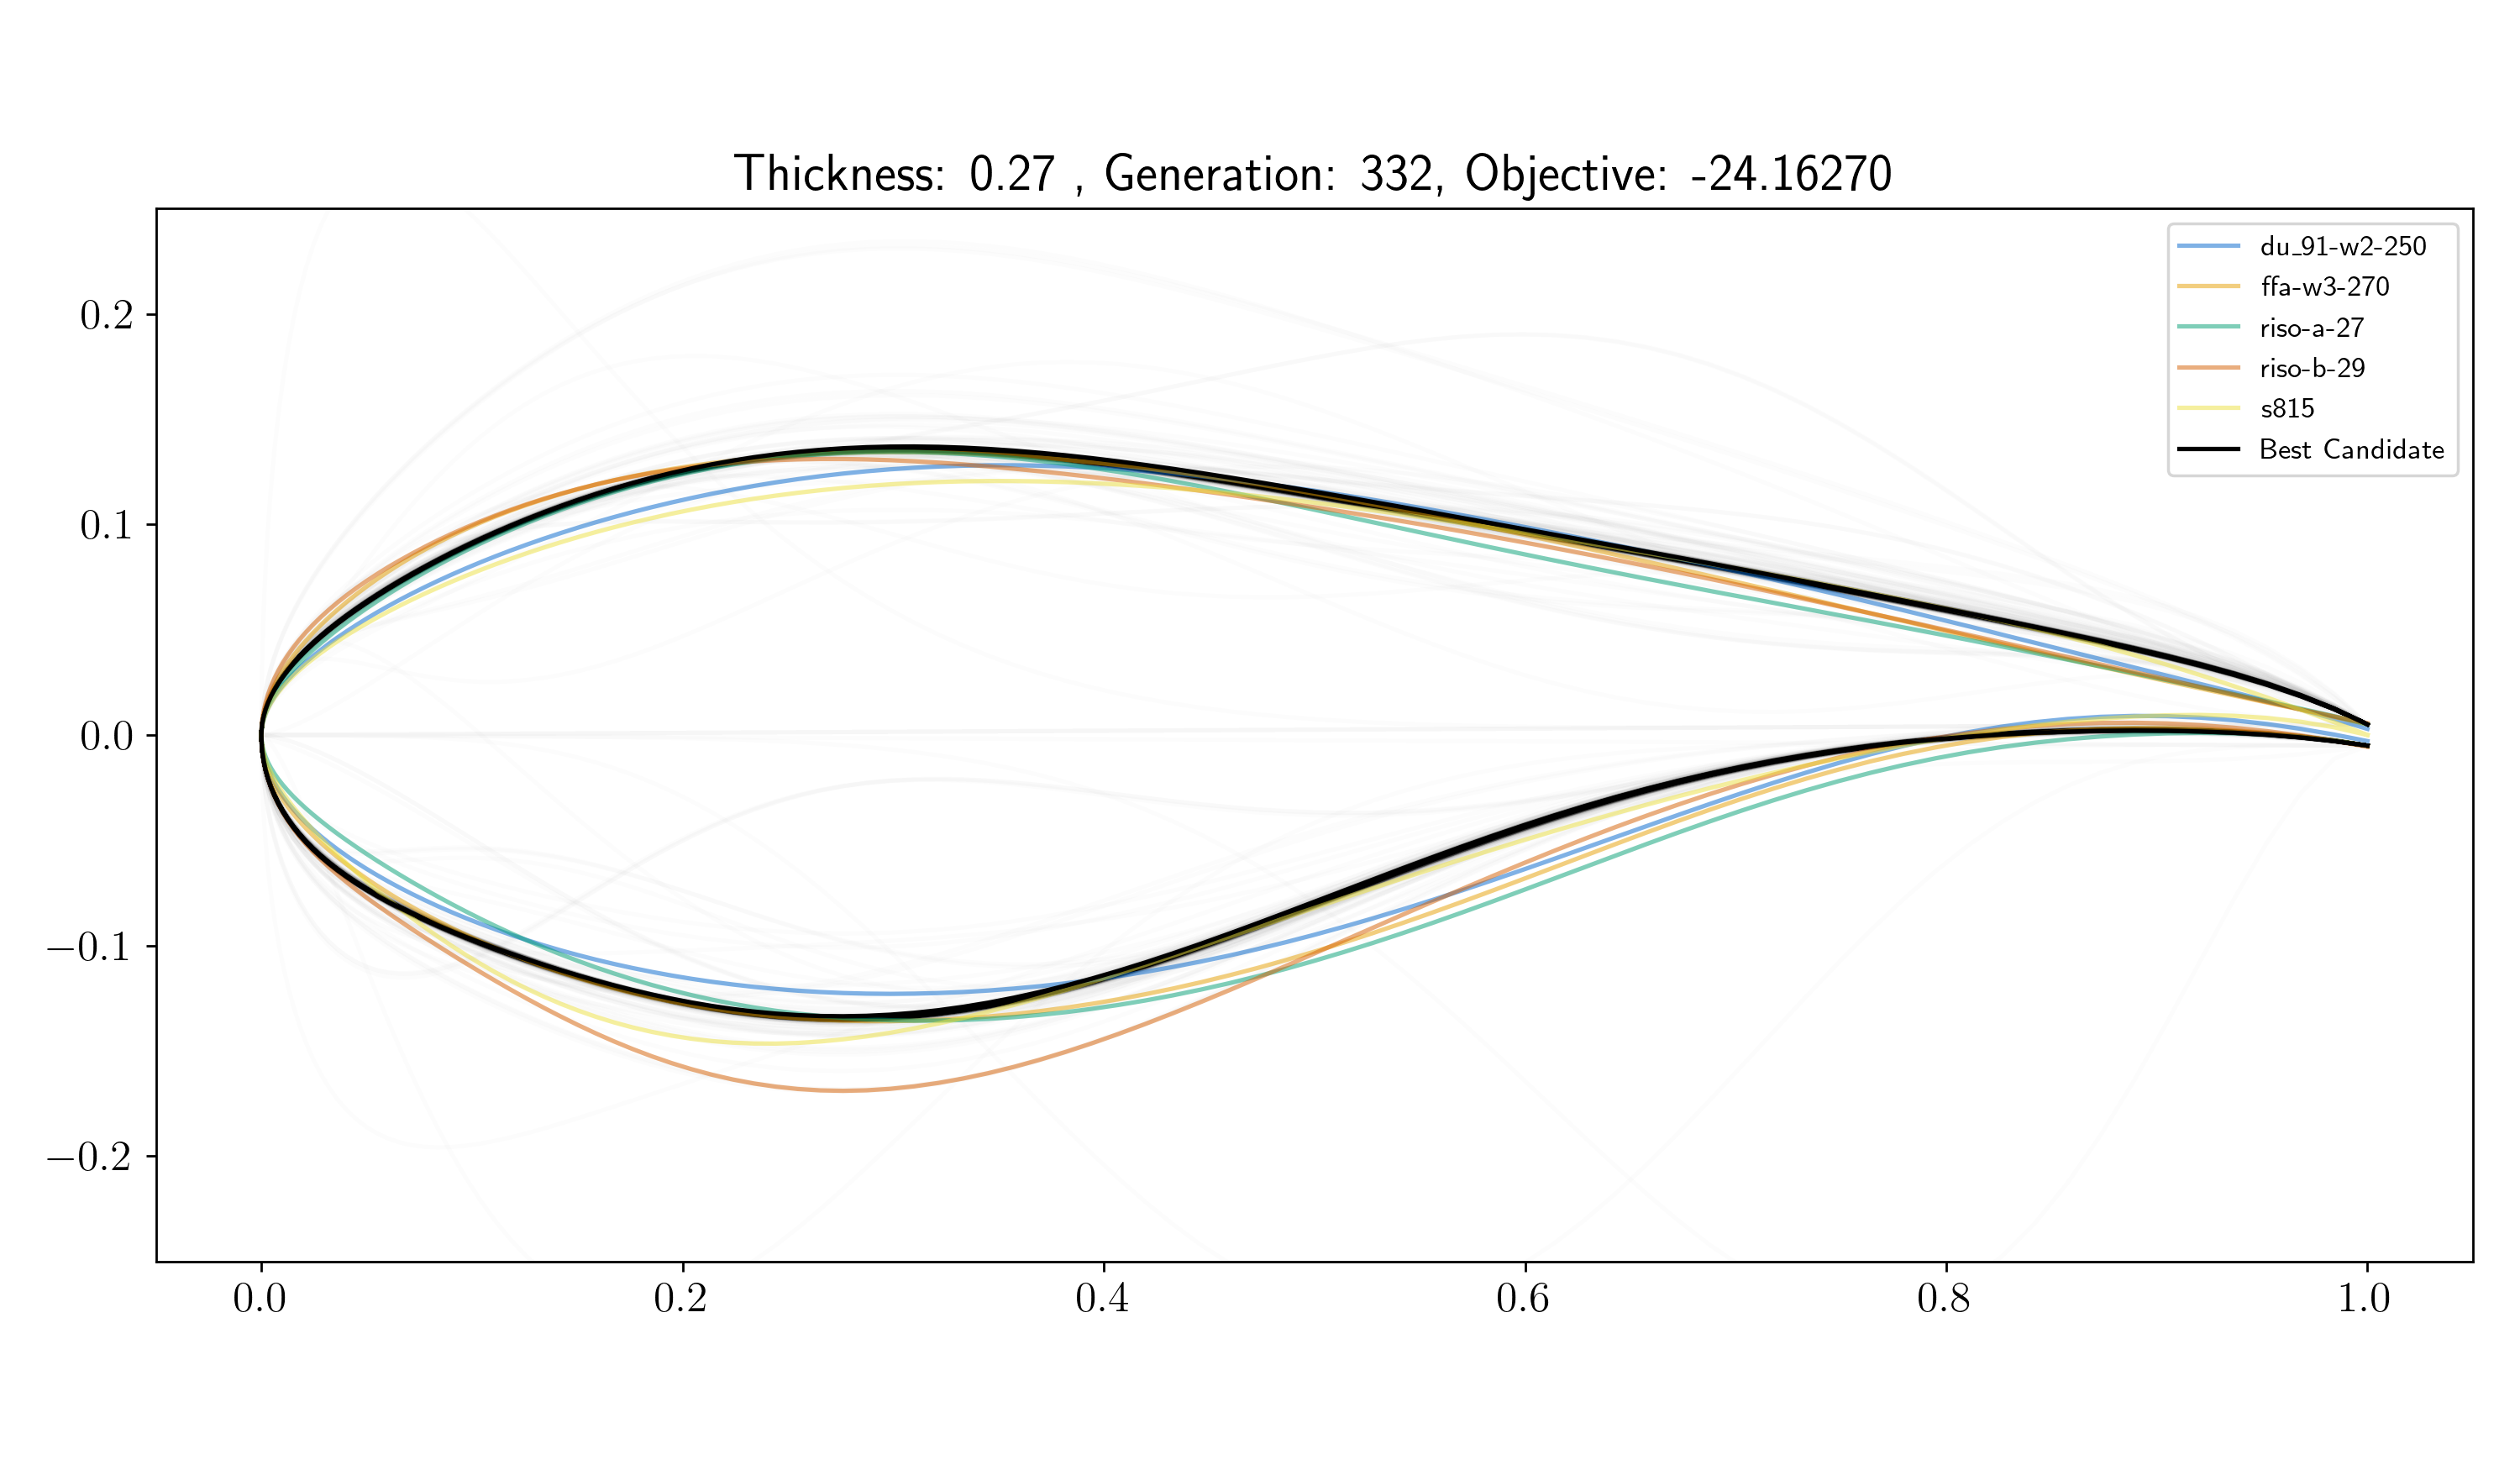 Thickness: 0.27 , Generation: 332, Objective: -24.16270
du_91-w2-250
ffa-w3-270
riso-a-27
riso-b-29
s815
Best Candidate
0.2
0.1
0.0
−0.1
−0.2
0.0 0.2 0.4 0.6 0.8 1.0